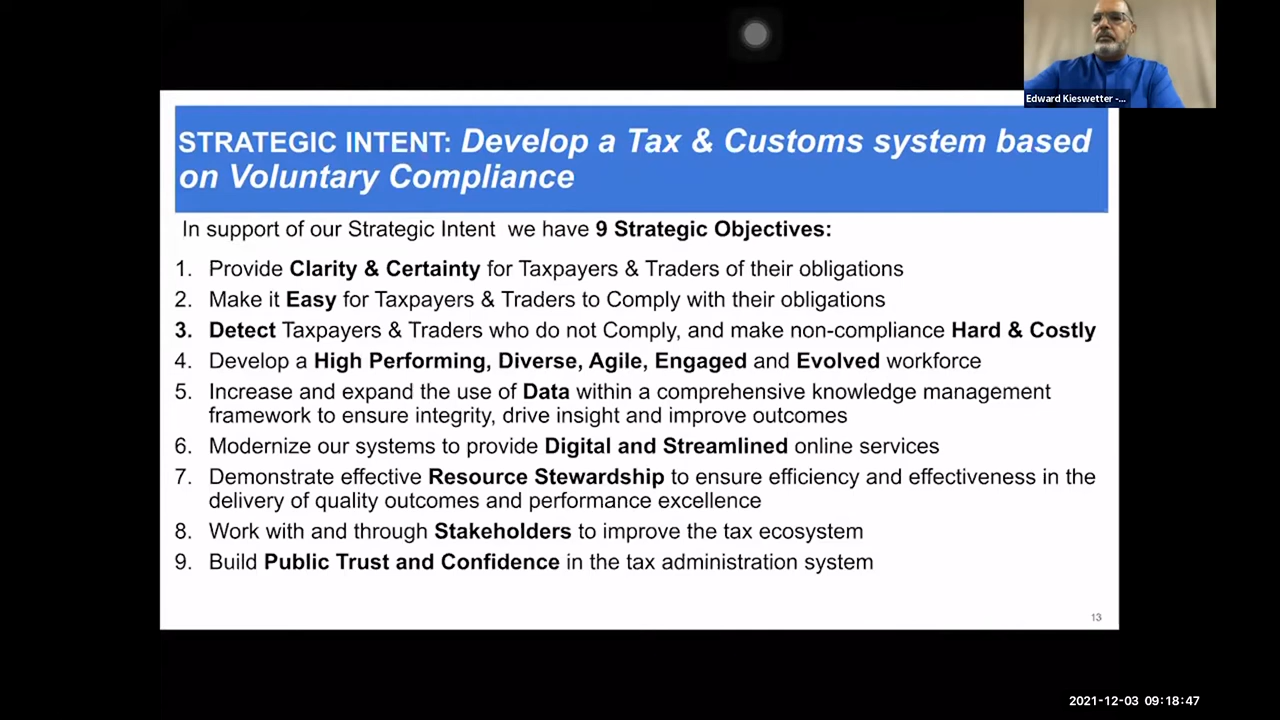 Edward Kieswetter -...
STRATEGIC INTENT: Develop a Tax & Customs system based
on Voluntary Compliance
In support of our Strategic Intent we have 9 Strategic Objectives:
1. Provide Clarity & Certainty for Taxpayers & Traders of their obligations
2. Make it Easy for Taxpayers & Traders to Comply with their obligations
3. Detect Taxpayers & Traders who do not Comply, and make non-compliance Hard & Costly
4. Develop a High Performing, Diverse, Agile, Engaged and Evolved workforce
5. Increase and expand the use of Data within a comprehensive knowledge management
framework to ensure integrity, drive insight and improve outcomes
6. Modernize our systems to provide Digital and Streamlined online services
7. Demonstrate effective Resource Stewardship to ensure efficiency and effectiveness in the
delivery of quality outcomes and performance excellence
8. Work with and through Stakeholders to improve the tax ecosystem
9. Build Public Trust and Confidence in the tax administration system
13
2021-12-03 09:18:47